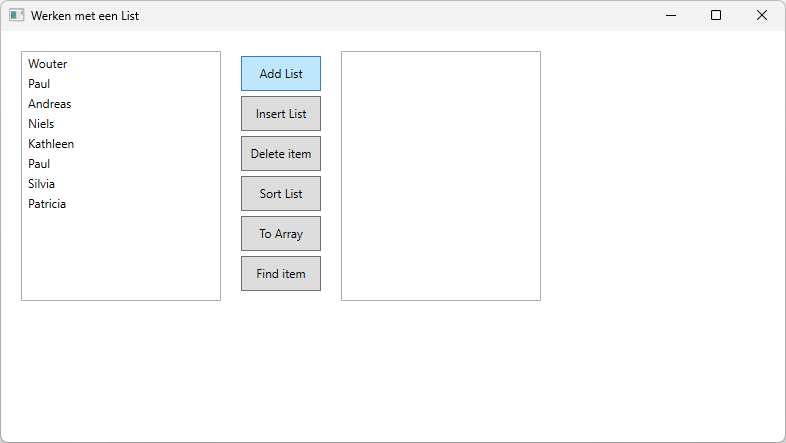 Werken met een List
Wouter
Paul
Andreas
Niels
Kathleen
Paul
Silvia
Patricia
Add List
Insert List
Delete item
Sort List
To Array
Find item